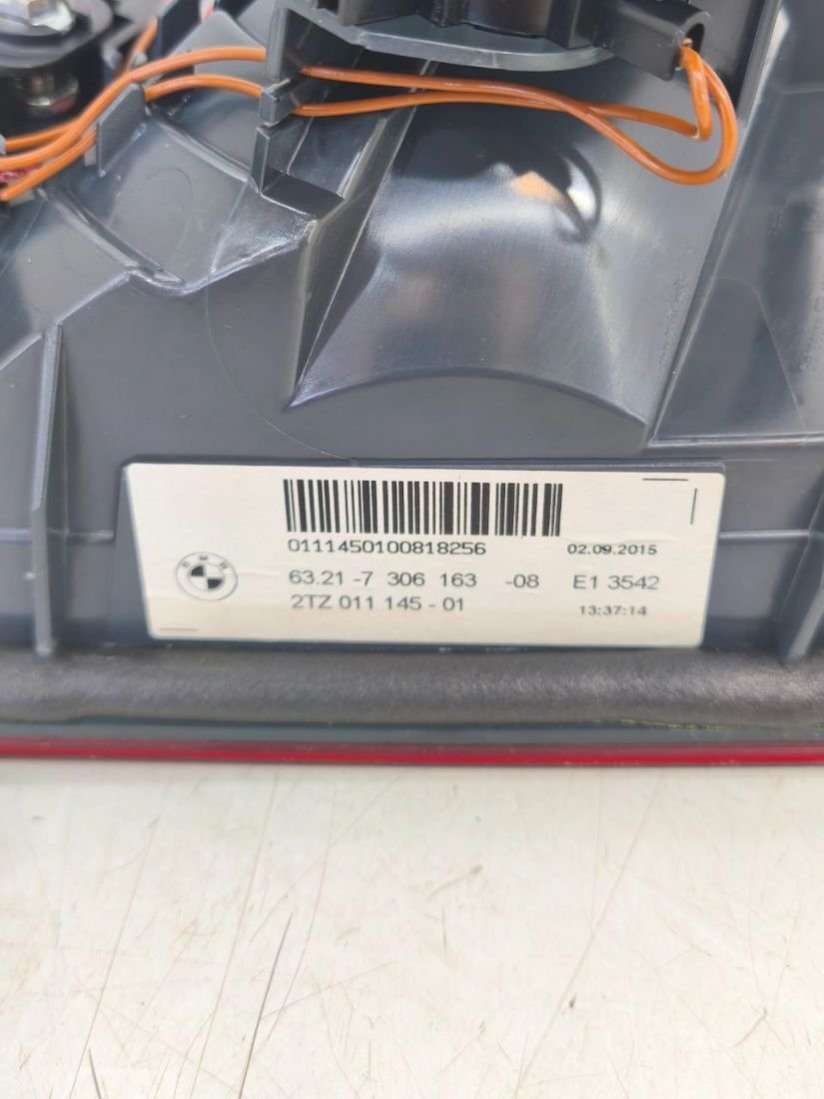 0111450100818256 02.09.2015
BMW
63.21-7 306 163 -08 E1 3542
2TZ 011 145-01 13:37:14